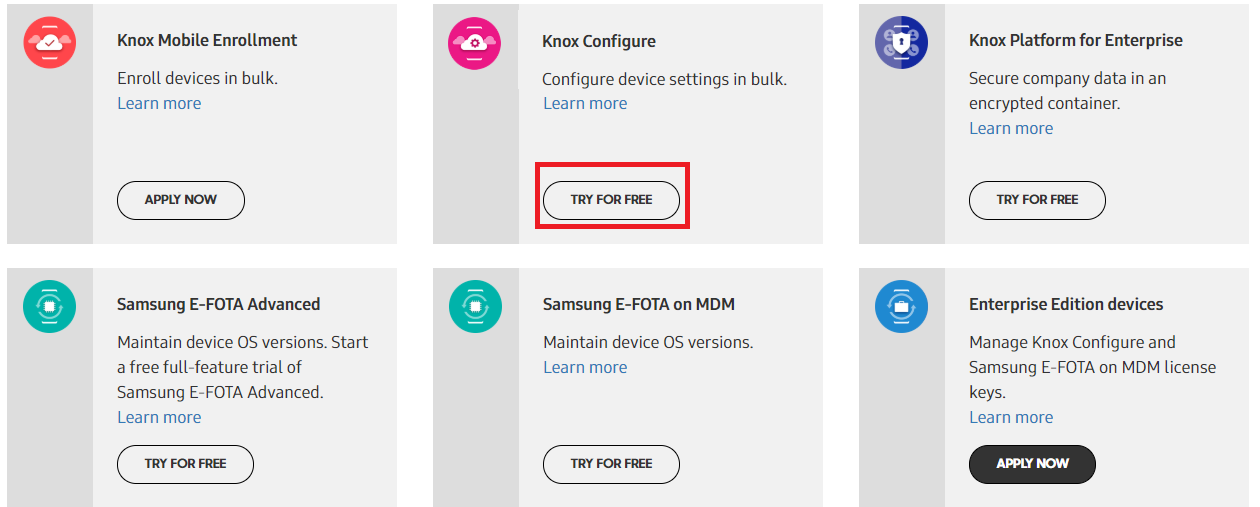 Knox Mobile Enrollment
Enroll devices in bulk.
Learn more
APPLY NOW
Knox Configure
Configure device settings in bulk.
Learn more
TRY FOR FREE
Knox Platform for Enterprise
Secure company data in an
encrypted container.
Learn more
TRY FOR FREE
Samsung E-FOTA Advanced
Maintain device OS versions. Start
a free full-feature trial of
Samsung E-FOTA Advanced.
Learn more
TRY FOR FREE
Samsung E-FOTA on MDM
Maintain device OS versions.
Learn more
TRY FOR FREE
Enterprise Edition devices
Manage Knox Configure and
Samsung E-FOTA on MDM license
keys.
Learn more
APPLY NOW